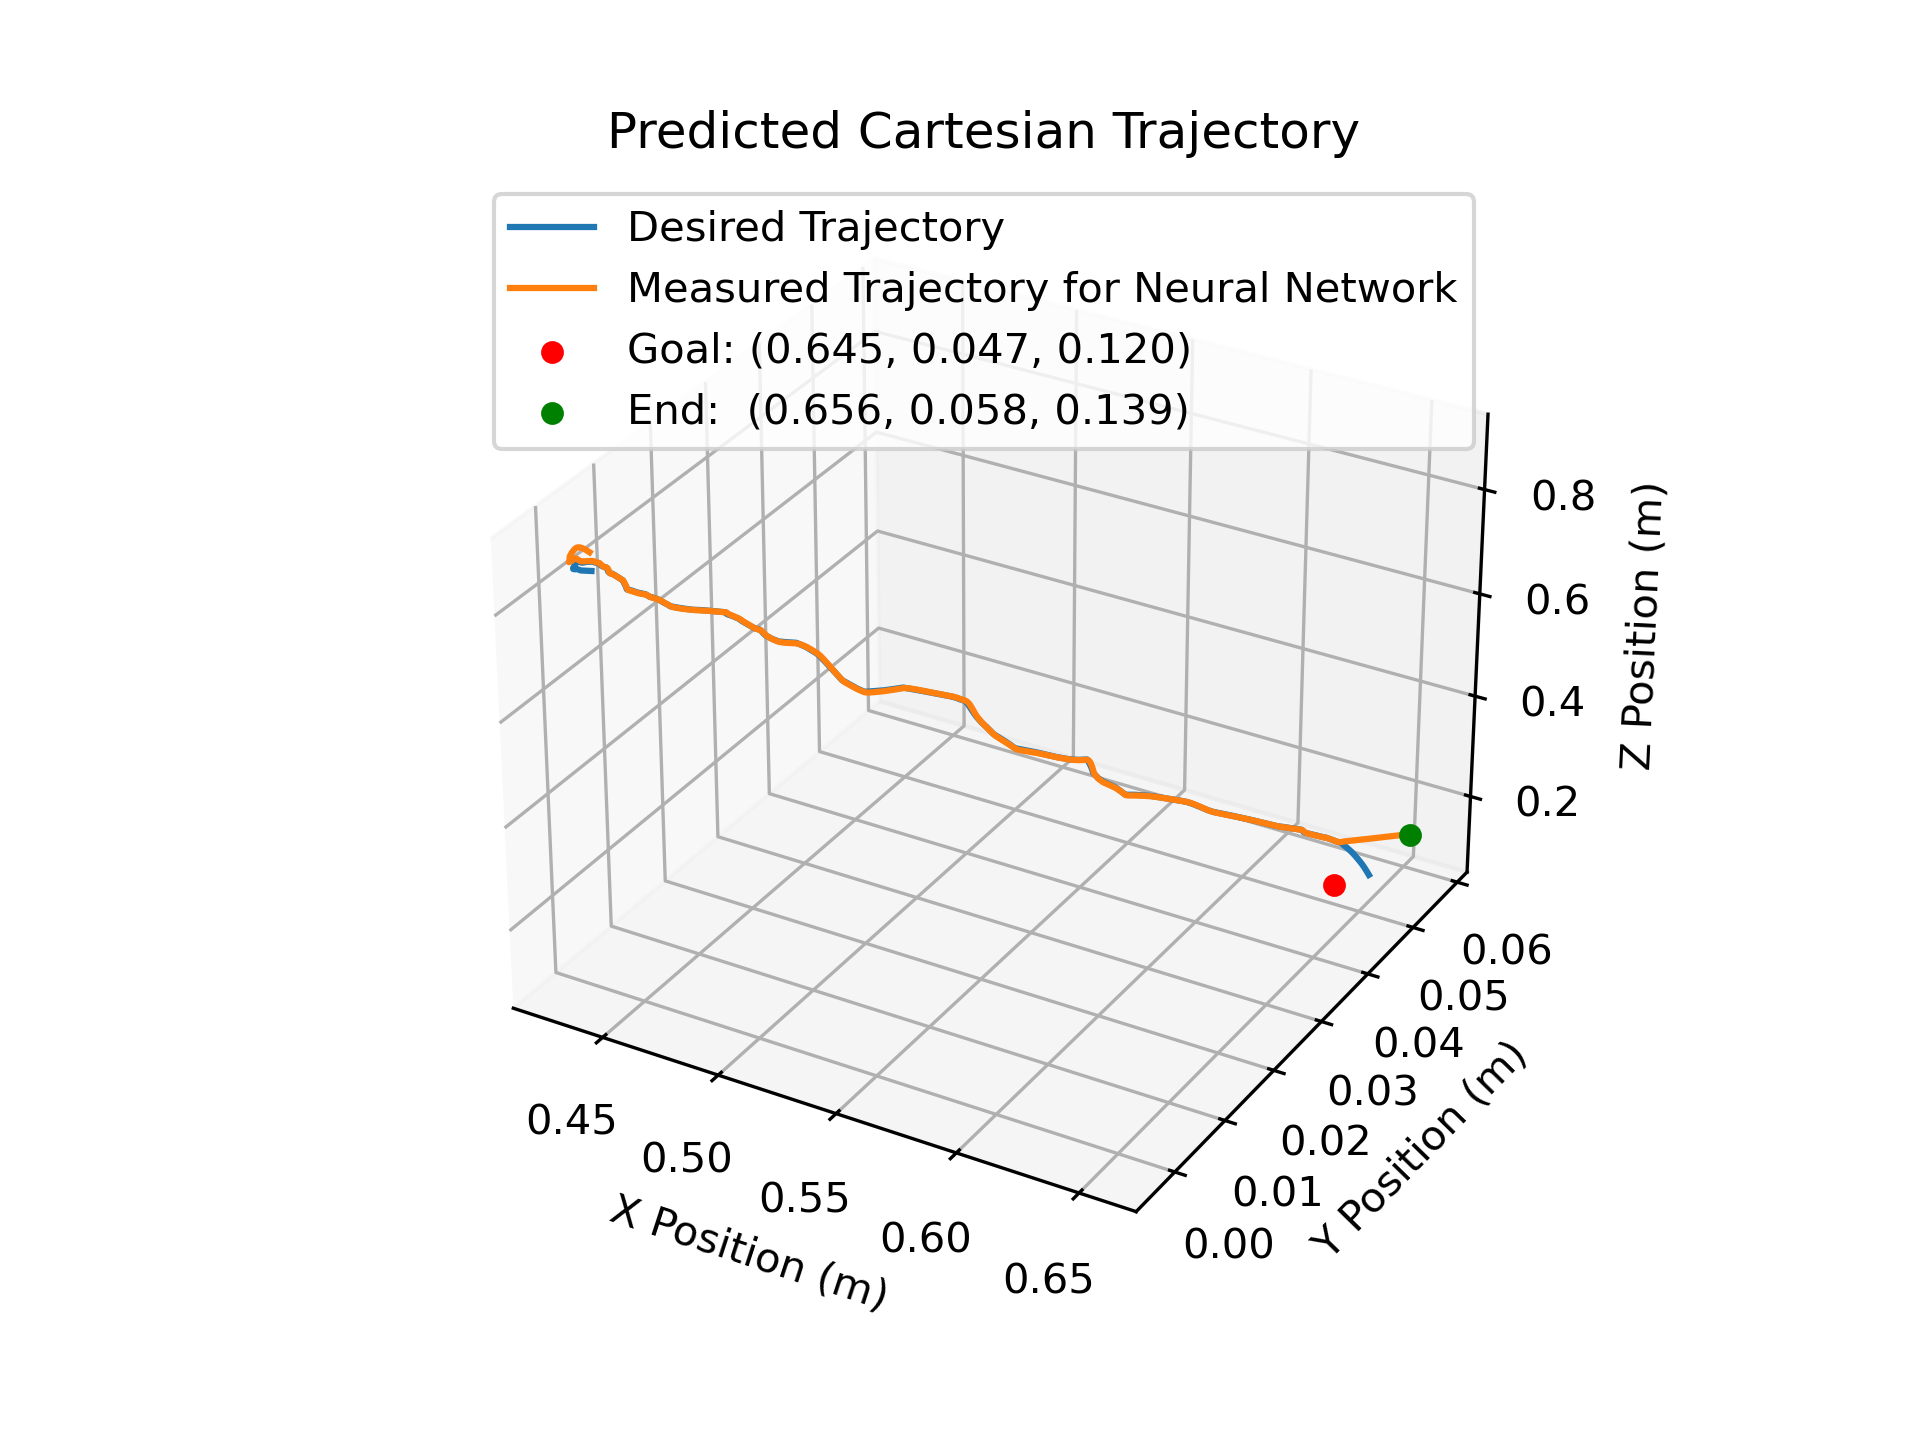 Predicted Cartesian Trajectory
Desired Trajectory
Measured Trajectory for Neural Network
Goal: (0.645, 0.047, 0.120)
End:  (0.656, 0.058, 0.139)
0.8
0.6
0.4
0.2
Z Position (m)
0.06
0.05
0.04
0.03
0.02
0.01
0.00
Y Position (m)
0.45
0.50
0.55
0.60
0.65
X Position (m)